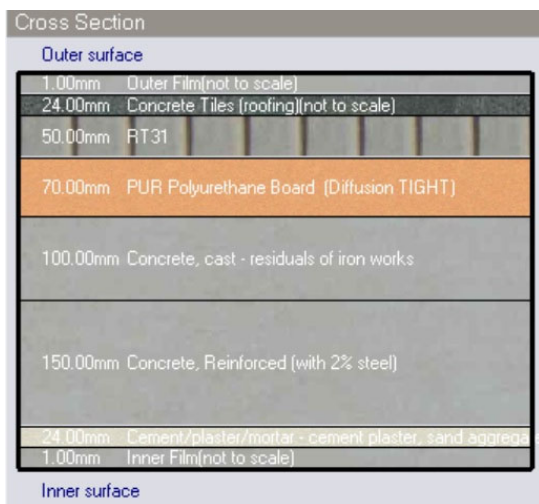 Cross Section
Outer surface
1.00mm Outer Film(not to scale)
24.00mm Concrete Tiles (roofing)(not to scale)
50.00mm RT31
70.00mm PUR Polyurethane Board (Diffusion TIGHT)
100.00mm Concrete, cast - residuals of iron works
150.00mm Concrete, Reinforced (with 2% steel)
24.00mm Cement/plaster/mortar - cement plaster, sand aggrega
1.00mm Inner Film(not to scale)
Inner surface